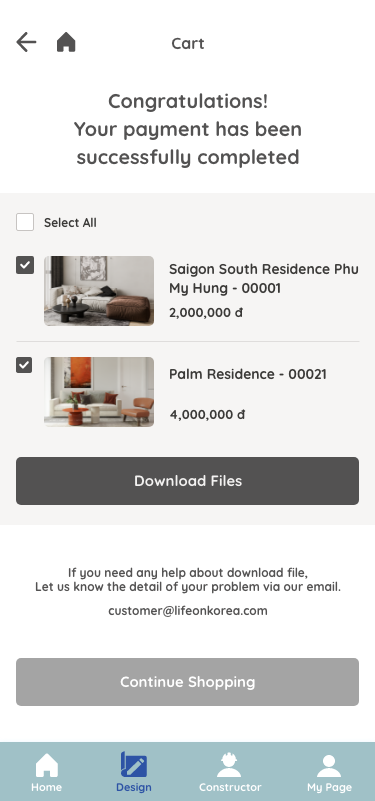 Cart
Congratulations!
Your payment has been
successfully completed
Select All
Saigon South Residence Phu
My Hung - 00001
2,000,000 đ
Palm Residence - 00021
4,000,000 đ
Download Files
If you need any help about download file,
Let us know the detail of your problem via our email.
customer@lifeonkorea.com
Continue Shopping
Home
Design
Constructor
My Page